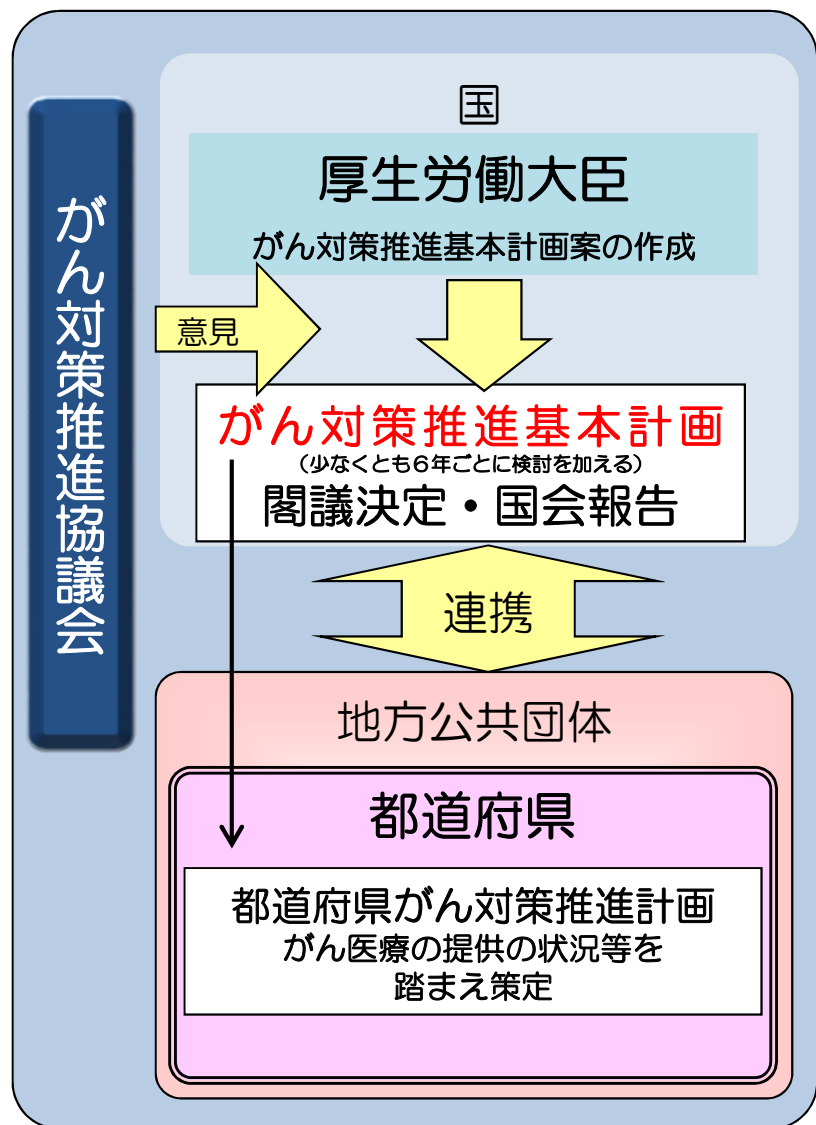 がん対策推進協議会
国
厚生労働大臣
がん対策推進基本計画案の作成
意見
がん対策推進基本計画
（少なくとも６年ごとに検討を加える）
閣議決定・国会報告
連携
地方公共団体
都道府県
都道府県がん対策推進計画
がん医療の提供の状況等を
踏まえ策定